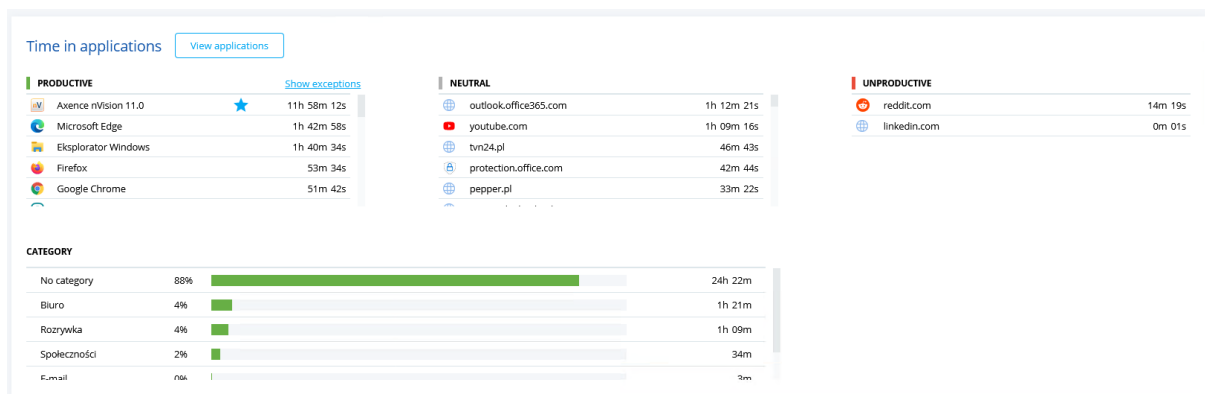 Time in applications View applications
PRODUCTIVE Show exceptions
Axence nVision 11.0 11h 58m 12s
Microsoft Edge 1h 42m 58s
Eksplorator Windows 1h 40m 34s
Firefox 53m 34s
Google Chrome 51m 42s
NEUTRAL
outlook.office365.com 1h 12m 21s
youtube.com 1h 09m 16s
tvn24.pl 46m 43s
protection.office.com 42m 44s
pepper.pl 33m 22s
UNPRODUCTIVE
reddit.com 14m 19s
linkedin.com 0m 01s
CATEGORY
No category 88% 24h 22m
Biuro 4% 1h 21m
Rozrywka 4% 1h 09m
Społeczności 2% 34m
E-mail 0% 3m